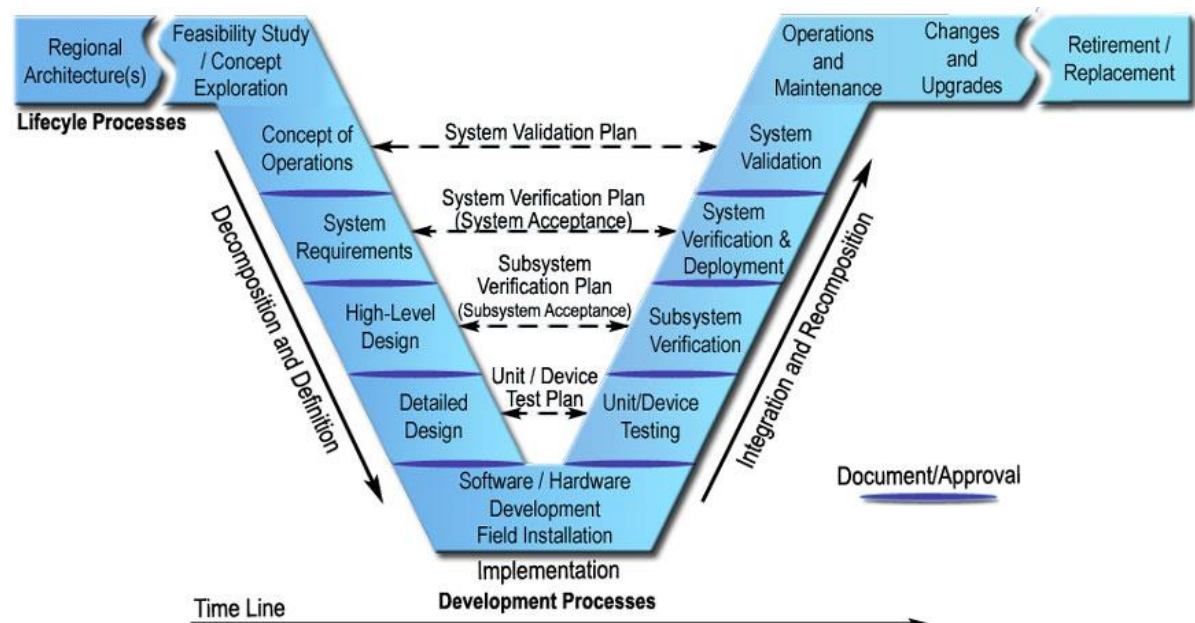 Regional
Architecture(s)
Feasibility Study
/ Concept
Exploration
Operations
and
Maintenance
Changes
and
Upgrades
Retirement /
Replacement
Lifecyle Processes
Concept of
Operations
System Validation Plan
System
Validation
System
Requirements
System Verification Plan
(System Acceptance)
System
Verification &
Deployment
High-Level
Design
Subsystem
Verification Plan
(Subsystem Acceptance)
Subsystem
Verification
Detailed
Design
Unit / Device
Test Plan
Unit/Device
Testing
Decomposition and Definition
Integration and Recomposition
Software / Hardware
Development
Field Installation
Document/Approval
Implementation
Development Processes
Time Line